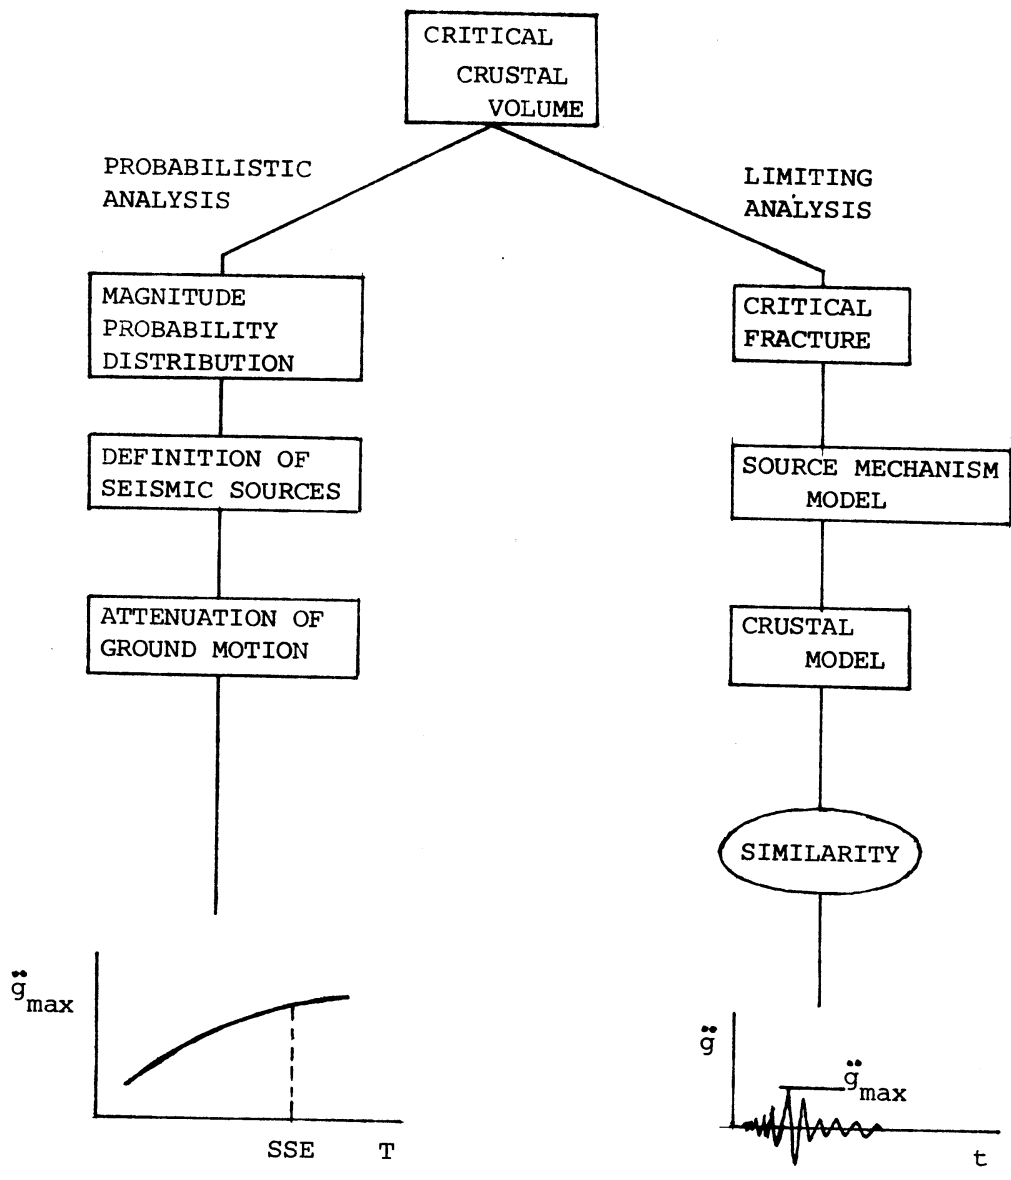 CRITICAL
CRUSTAL
VOLUME
PROBABILISTIC
ANALYSIS
LIMITING
ANALYSIS
MAGNITUDE
PROBABILITY
DISTRIBUTION
CRITICAL
FRACTURE
DEFINITION OF
SEISMIC SOURCES
SOURCE MECHANISM
MODEL
ATTENUATION OF
GROUND MOTION
CRUSTAL
MODEL
SIMILARITY
g̈max
SSE
T
g̈
g̈max
t